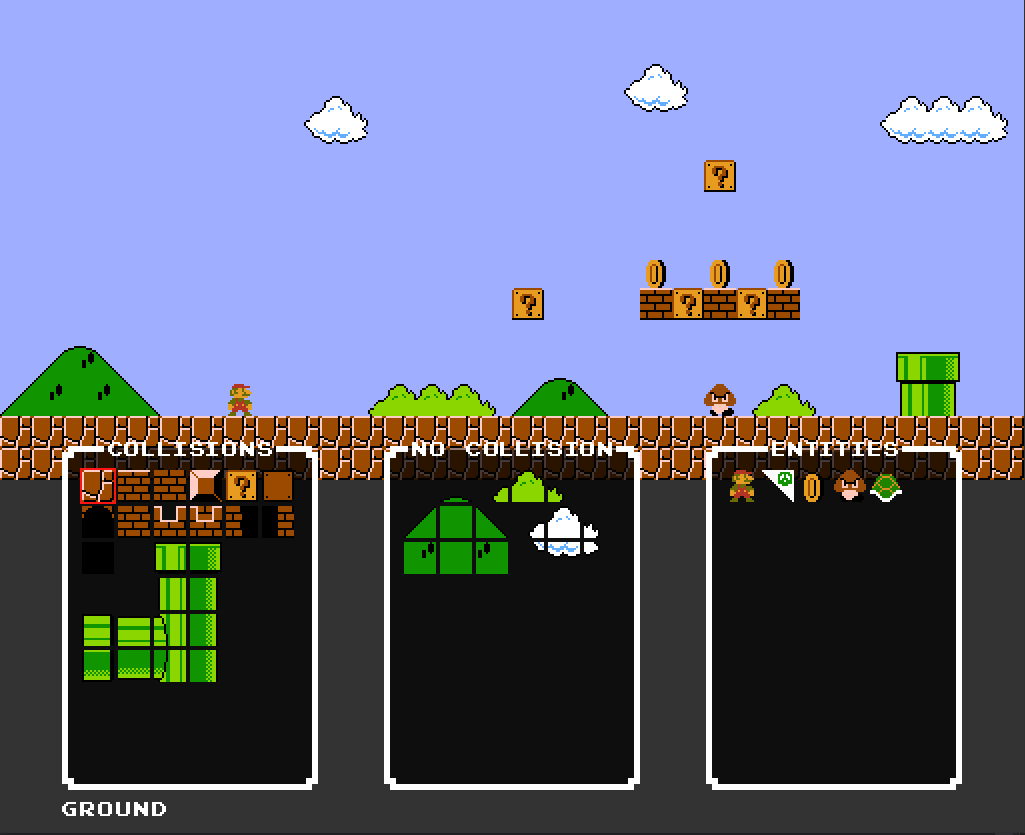 ?
?
? ?
COLLISIONS
NO COLLISION
ENTITIES
?
GROUND